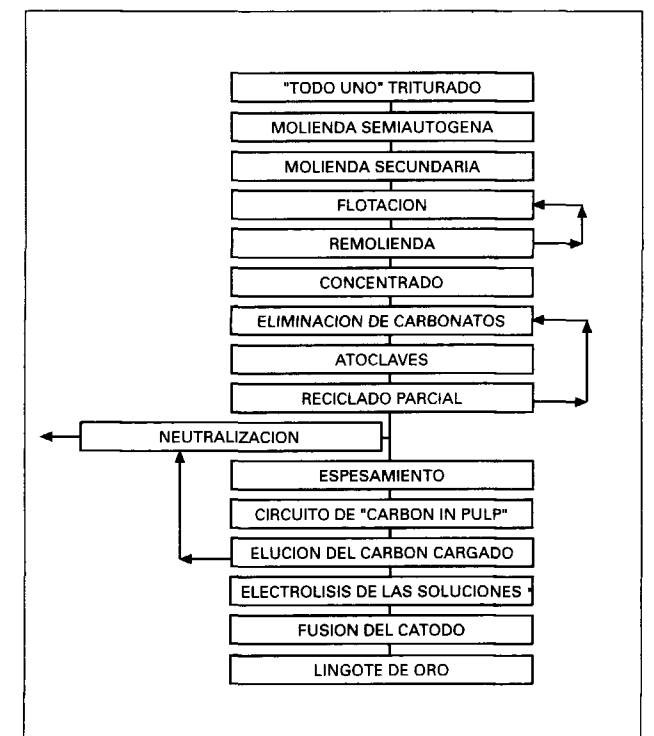 "TODO UNO" TRITURADO
MOLIENDA SEMIAUTOGENA
MOLIENDA SECUNDARIA
FLOTACION
REMOLIENDA
CONCENTRADO
ELIMINACION DE CARBONATOS
ATOCLAVES
RECICLADO PARCIAL
NEUTRALIZACION
ESPESAMIENTO
CIRCUITO DE "CARBON IN PULP"
ELUCION DEL CARBON CARGADO
ELECTROLISIS DE LAS SOLUCIONES
FUSION DEL CATODO
LINGOTE DE ORO